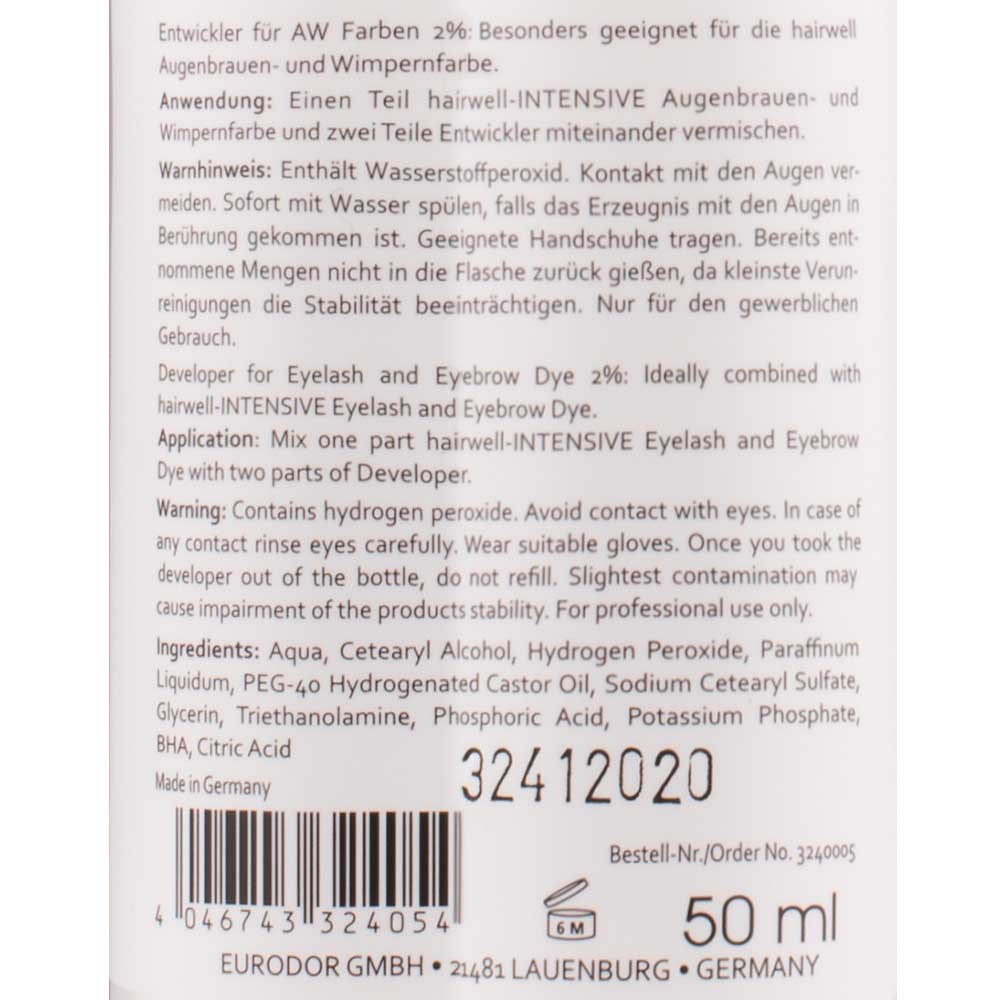 Entwickler für AW Farben 2%: Besonders geeignet für die hairwell
Augenbrauen- und Wimpernfarbe.
Anwendung: Einen Teil hairwell-INTENSIVE Augenbrauen- und
Wimpernfarbe und zwei Teile Entwickler miteinander vermischen.
Warnhinweis: Enthält Wasserstoffperoxid. Kontakt mit den Augen ver-
meiden. Sofort mit Wasser spülen, falls das Erzeugnis mit den Augen in
Berührung gekommen ist. Geeignete Handschuhe tragen. Bereits ent-
nommene Mengen nicht in die Flasche zurück gießen, da kleinste Verun-
reinigungen die Stabilität beeinträchtigen. Nur für den gewerblichen
Gebrauch.
Developer for Eyelash and Eyebrow Dye 2%: Ideally combined with
hairwell-INTENSIVE Eyelash and Eyebrow Dye.
Application: Mix one part hairwell-INTENSIVE Eyelash and Eyebrow
Dye with two parts of Developer.
Warning: Contains hydrogen peroxide. Avoid contact with eyes. In case of
any contact rinse eyes carefully. Wear suitable gloves. Once you took the
developer out of the bottle, do not refill. Slightest contamination may
cause impairment of the products stability. For professional use only.
Ingredients: Aqua, Cetearyl Alcohol, Hydrogen Peroxide, Paraffinum
Liquidum, PEG-40 Hydrogenated Castor Oil, Sodium Cetearyl Sulfate,
Glycerin, Triethanolamine, Phosphoric Acid, Potassium Phosphate,
BHA, Citric Acid
32412020
Made in Germany
Bestell-Nr./Order No. 3240005
4 046743 324054
6 M
50 ml
EURODOR GMBH • 21481 LAUENBURG • GERMANY